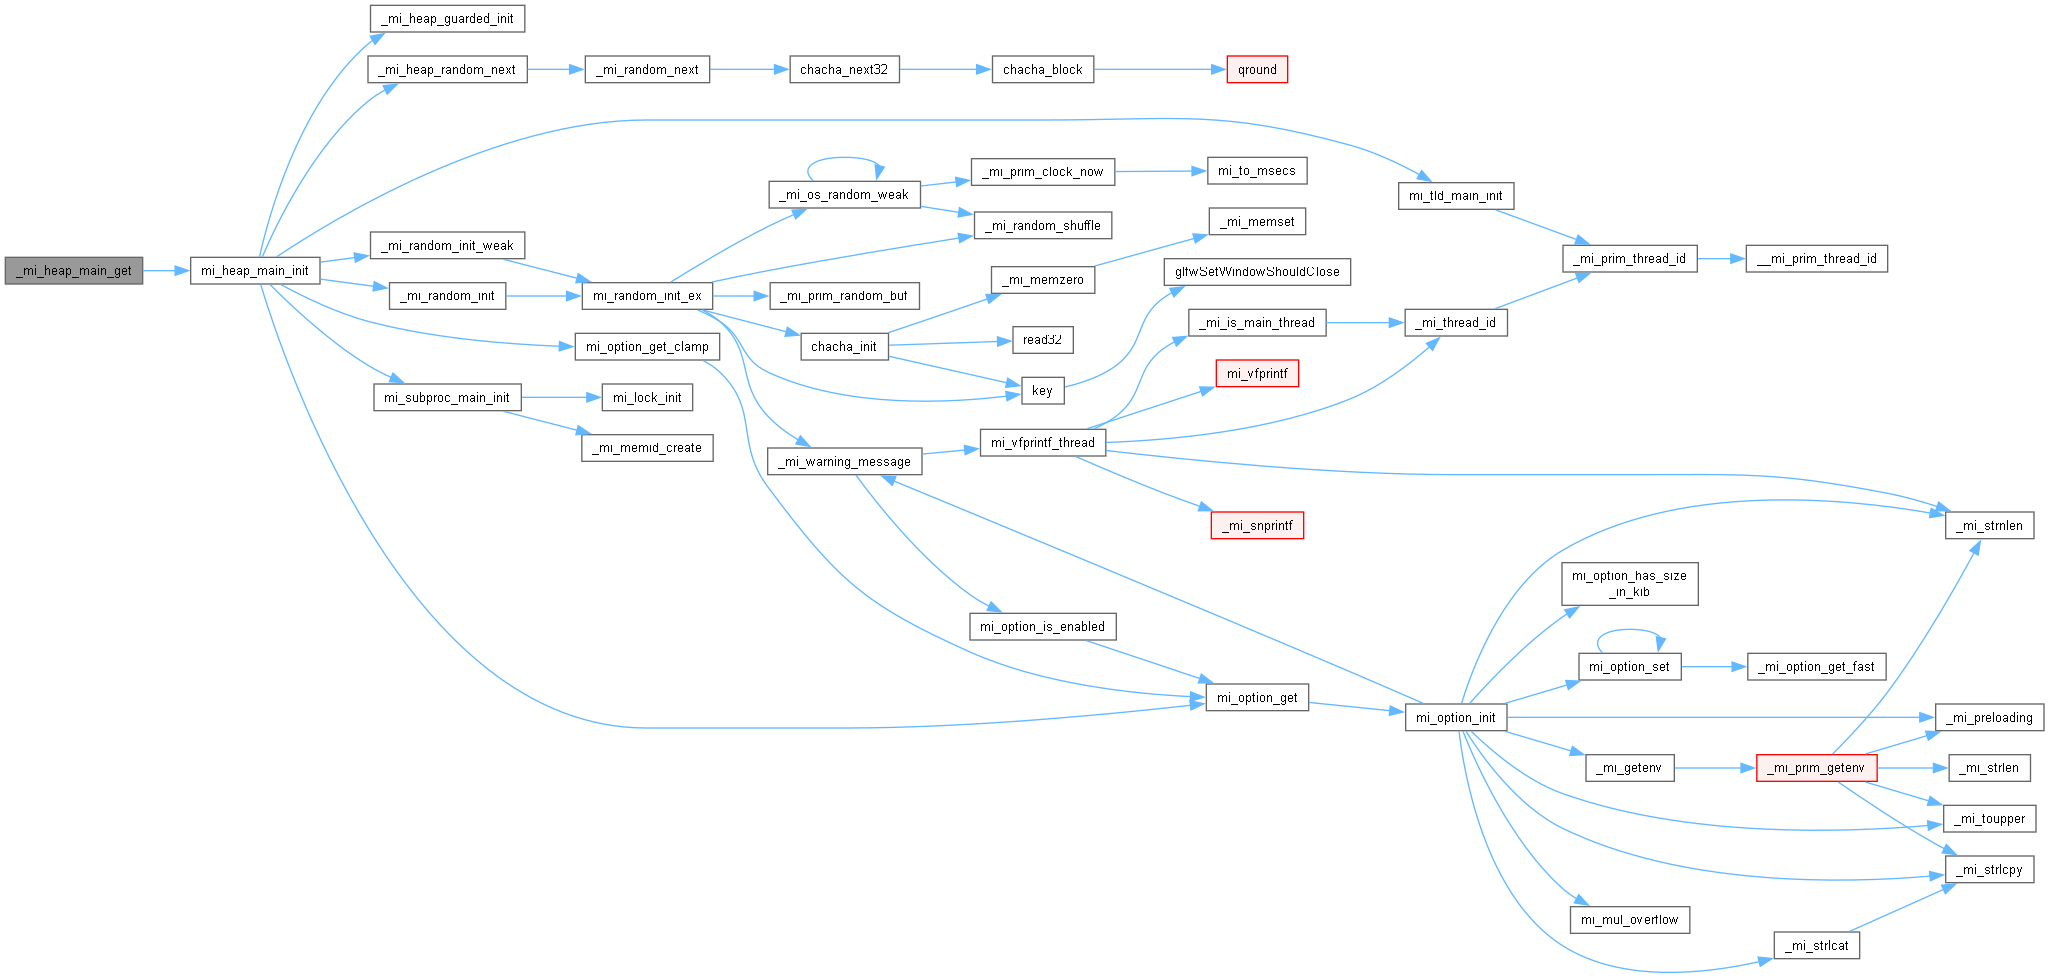 _mi_heap_guarded_init
_mi_heap_random_next
_mi_random_next
chacha_next32
chacha_block
qround
_mi_prim_clock_now
mi_to_msecs
_mi_os_random_weak
mi_tld_main_init
_mi_random_shuffle
_mi_memset
_mi_random_init_weak
_mi_heap_main_get
mi_heap_main_init
_mi_prim_thread_id
__mi_prim_thread_id
glfwSetWindowShouldClose
_mi_memzero
_mi_random_init
mi_random_init_ex
_mi_prim_random_buf
_mi_is_main_thread
_mi_thread_id
mi_option_get_clamp
chacha_init
read32
mi_vfprintf
key
mi_subproc_main_init
mi_lock_init
_mi_memid_create
mi_vfprintf_thread
_mi_warning_message
_mi_snprintf
_mi_strnlen
mi_option_has_size
_in_kib
mi_option_is_enabled
mi_option_set
_mi_option_get_fast
mi_option_get
mi_option_init
_mi_preloading
_mi_getenv
_mi_prim_getenv
_mi_strlen
_mi_toupper
_mi_strlcpy
mi_mul_overflow
_mi_strlcat